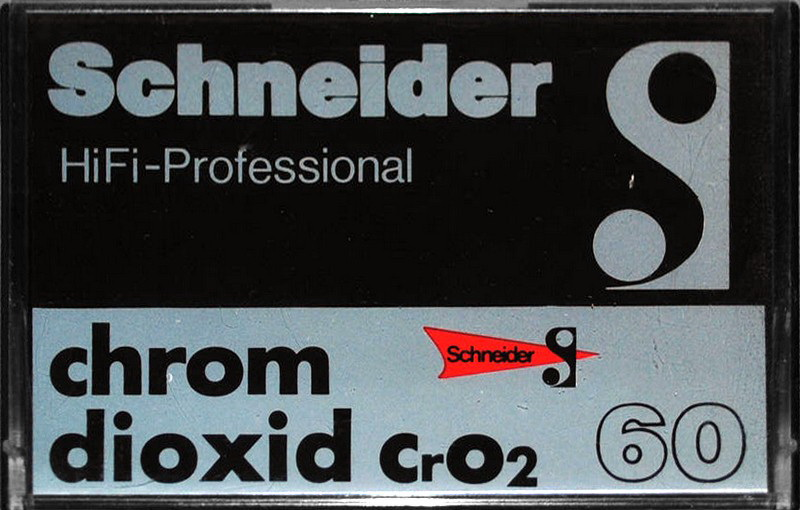 Schneider
HiFi-Professional
chrom
Schneider
dioxid CrO2
60